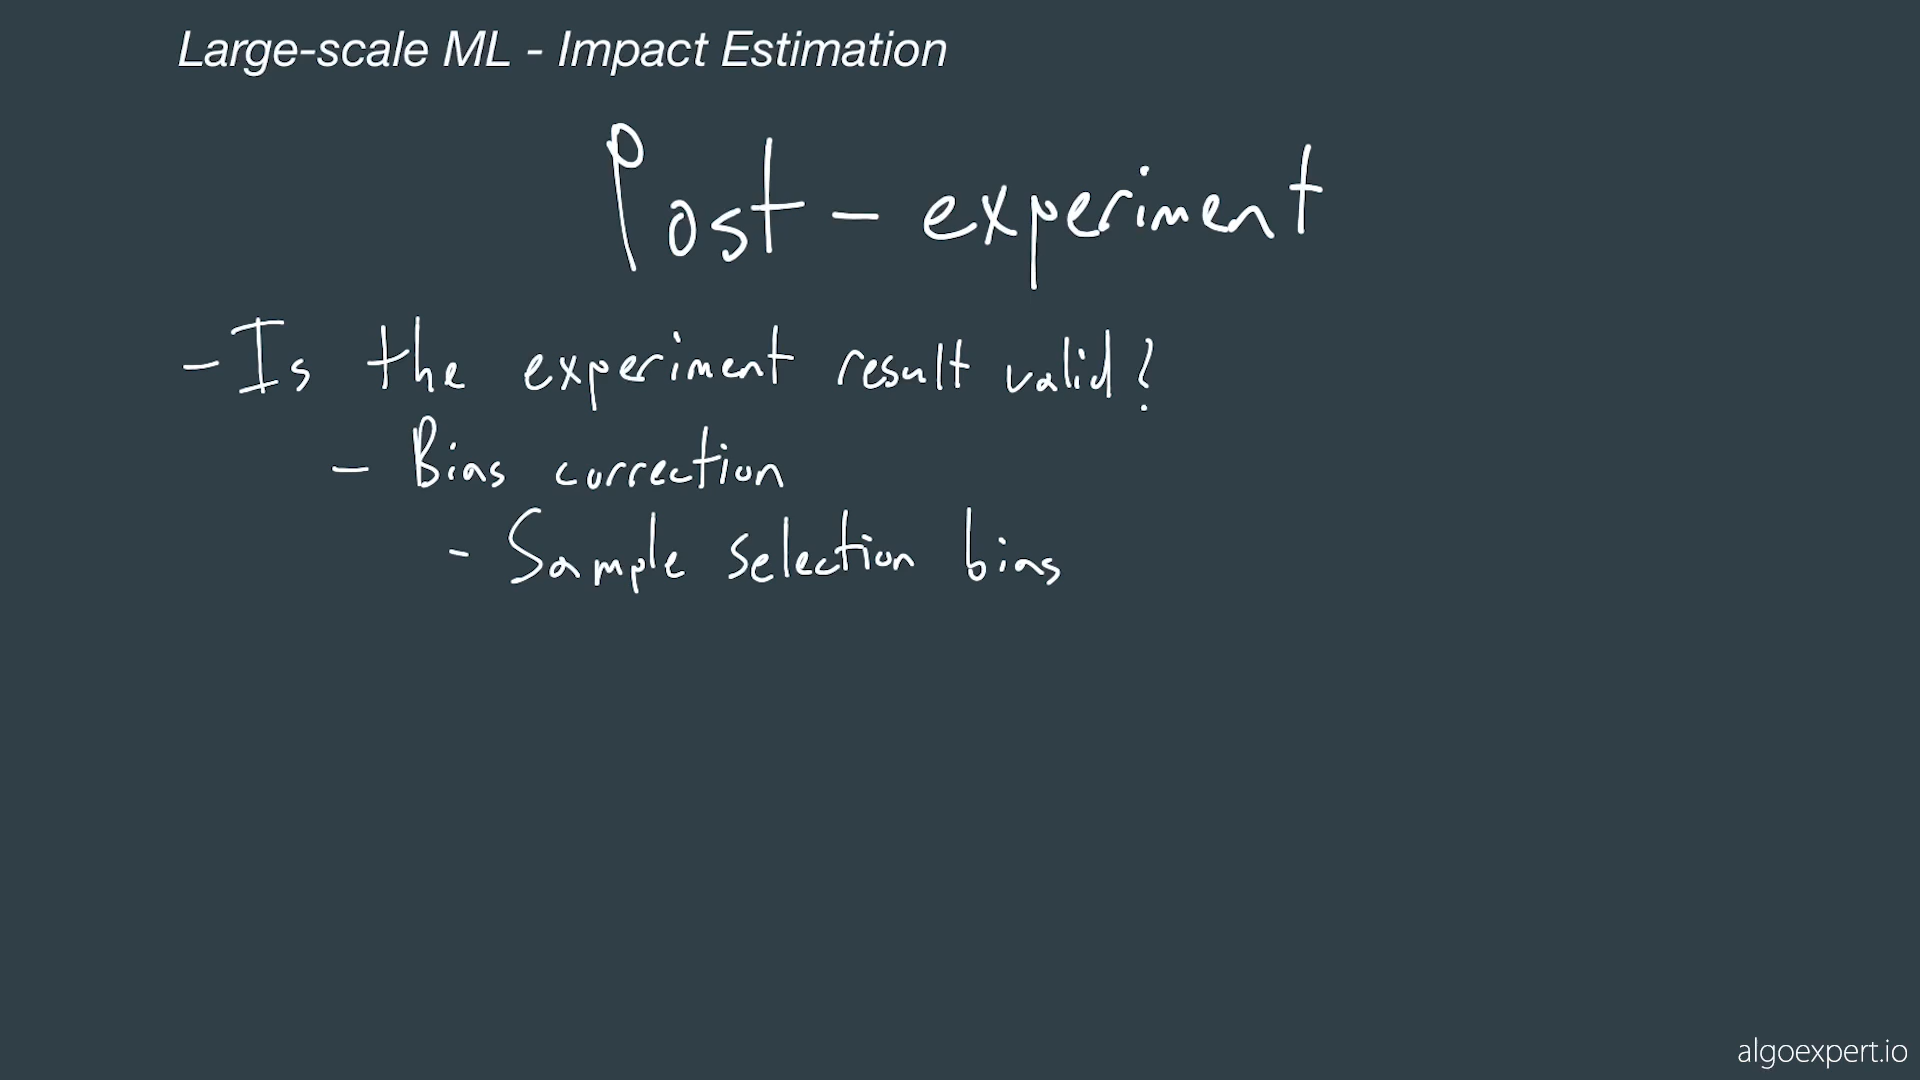 Large-scale ML - Impact Estimation
Post - experiment
- Is the experiment result valid?
- Bias correction
- Sample selection bias
algoexpert.io